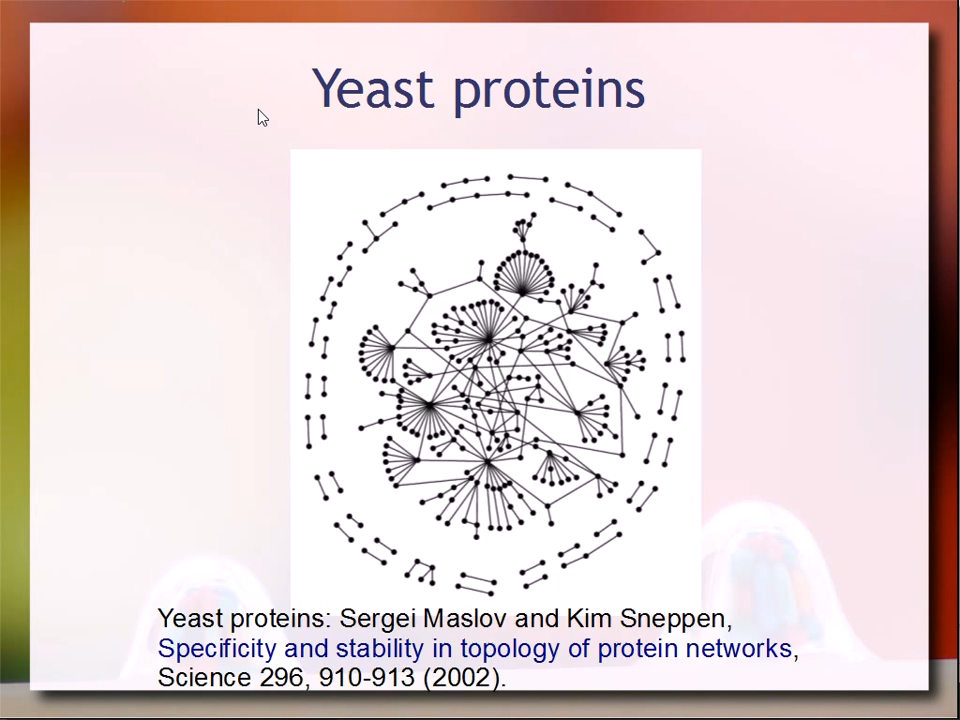 Yeast proteins
Yeast proteins: Sergei Maslov and Kim Sneppen,
Specificity and stability in topology of protein networks,
Science 296, 910-913 (2002).